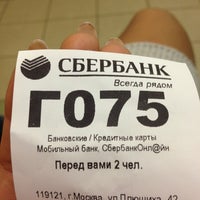 СБЕРБАНК
Всегда рядом
Г075
Банковские / Кредитные карты
Мобильный банк, СбербанкОнл@йн
Перед вами 2 чел.
119121, г.Москва, ул.Плющиха, 42